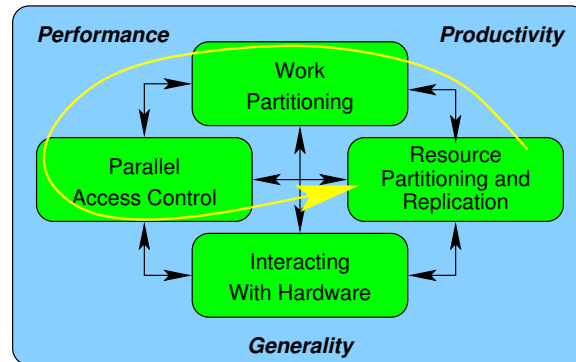 Performance
Productivity
Work
Partitioning
Parallel
Access Control
Resource
Partitioning and
Replication
Interacting
With Hardware
Generality